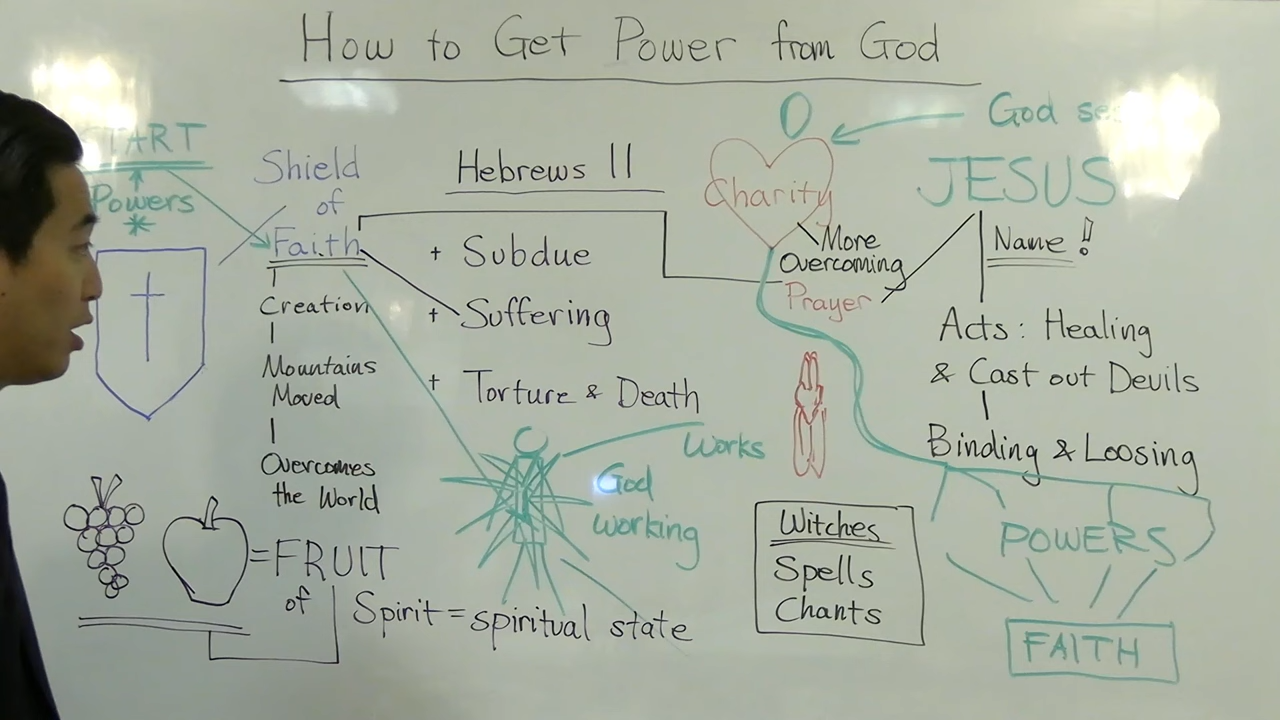 How to Get Power from God
START
Powers
*
Shield
of
Faith
Creation
Mountains
Moved
Overcomes
the World
Hebrews 11
+ Subdue
+ Suffering
+ Torture & Death
Works
God
working
= FRUIT
of
Spirit = spiritual state
God
Charity
More
Overcoming
Prayer
JESUS
Name !
Acts: Healing
& Cast out Devils
Binding & Loosing
POWERS
FAITH
Witches
Spells
Chants